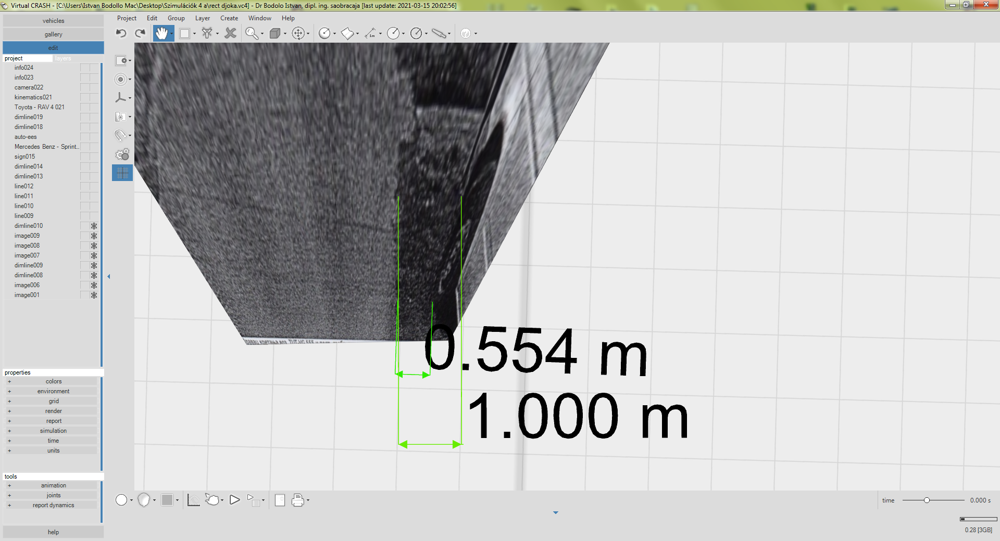 Virtual CRASH - [C:\Users\Istvan Bodollo Mac\Desktop\Szimulációk 4 a\rect djoka.vc4] - Dr Bodolo Istvan, dipl. ing. saobracaja [last update: 2021-03-15 20:02:56]
Project Edit Group Layer Create Window Help
vehicles
gallery
edit
project layers
info024
info023
camera022
kinematics021
Toyota - RAV 4 021
dimline019
dimline018
auto-ees
Mercedes Benz - Sprint...
sign015
dimline014
dimline013
line012
line011
line010
line009
dimline010
image009
image008
image007
dimline009
dimline008
image006
image001
properties
+ colors
+ environment
+ grid
+ render
+ report
+ simulation
+ time
+ units
tools
+ animation
+ joints
+ report dynamics
help
1m
0.554 m
1.000 m
time 0.000 s
0.28 [3GB]